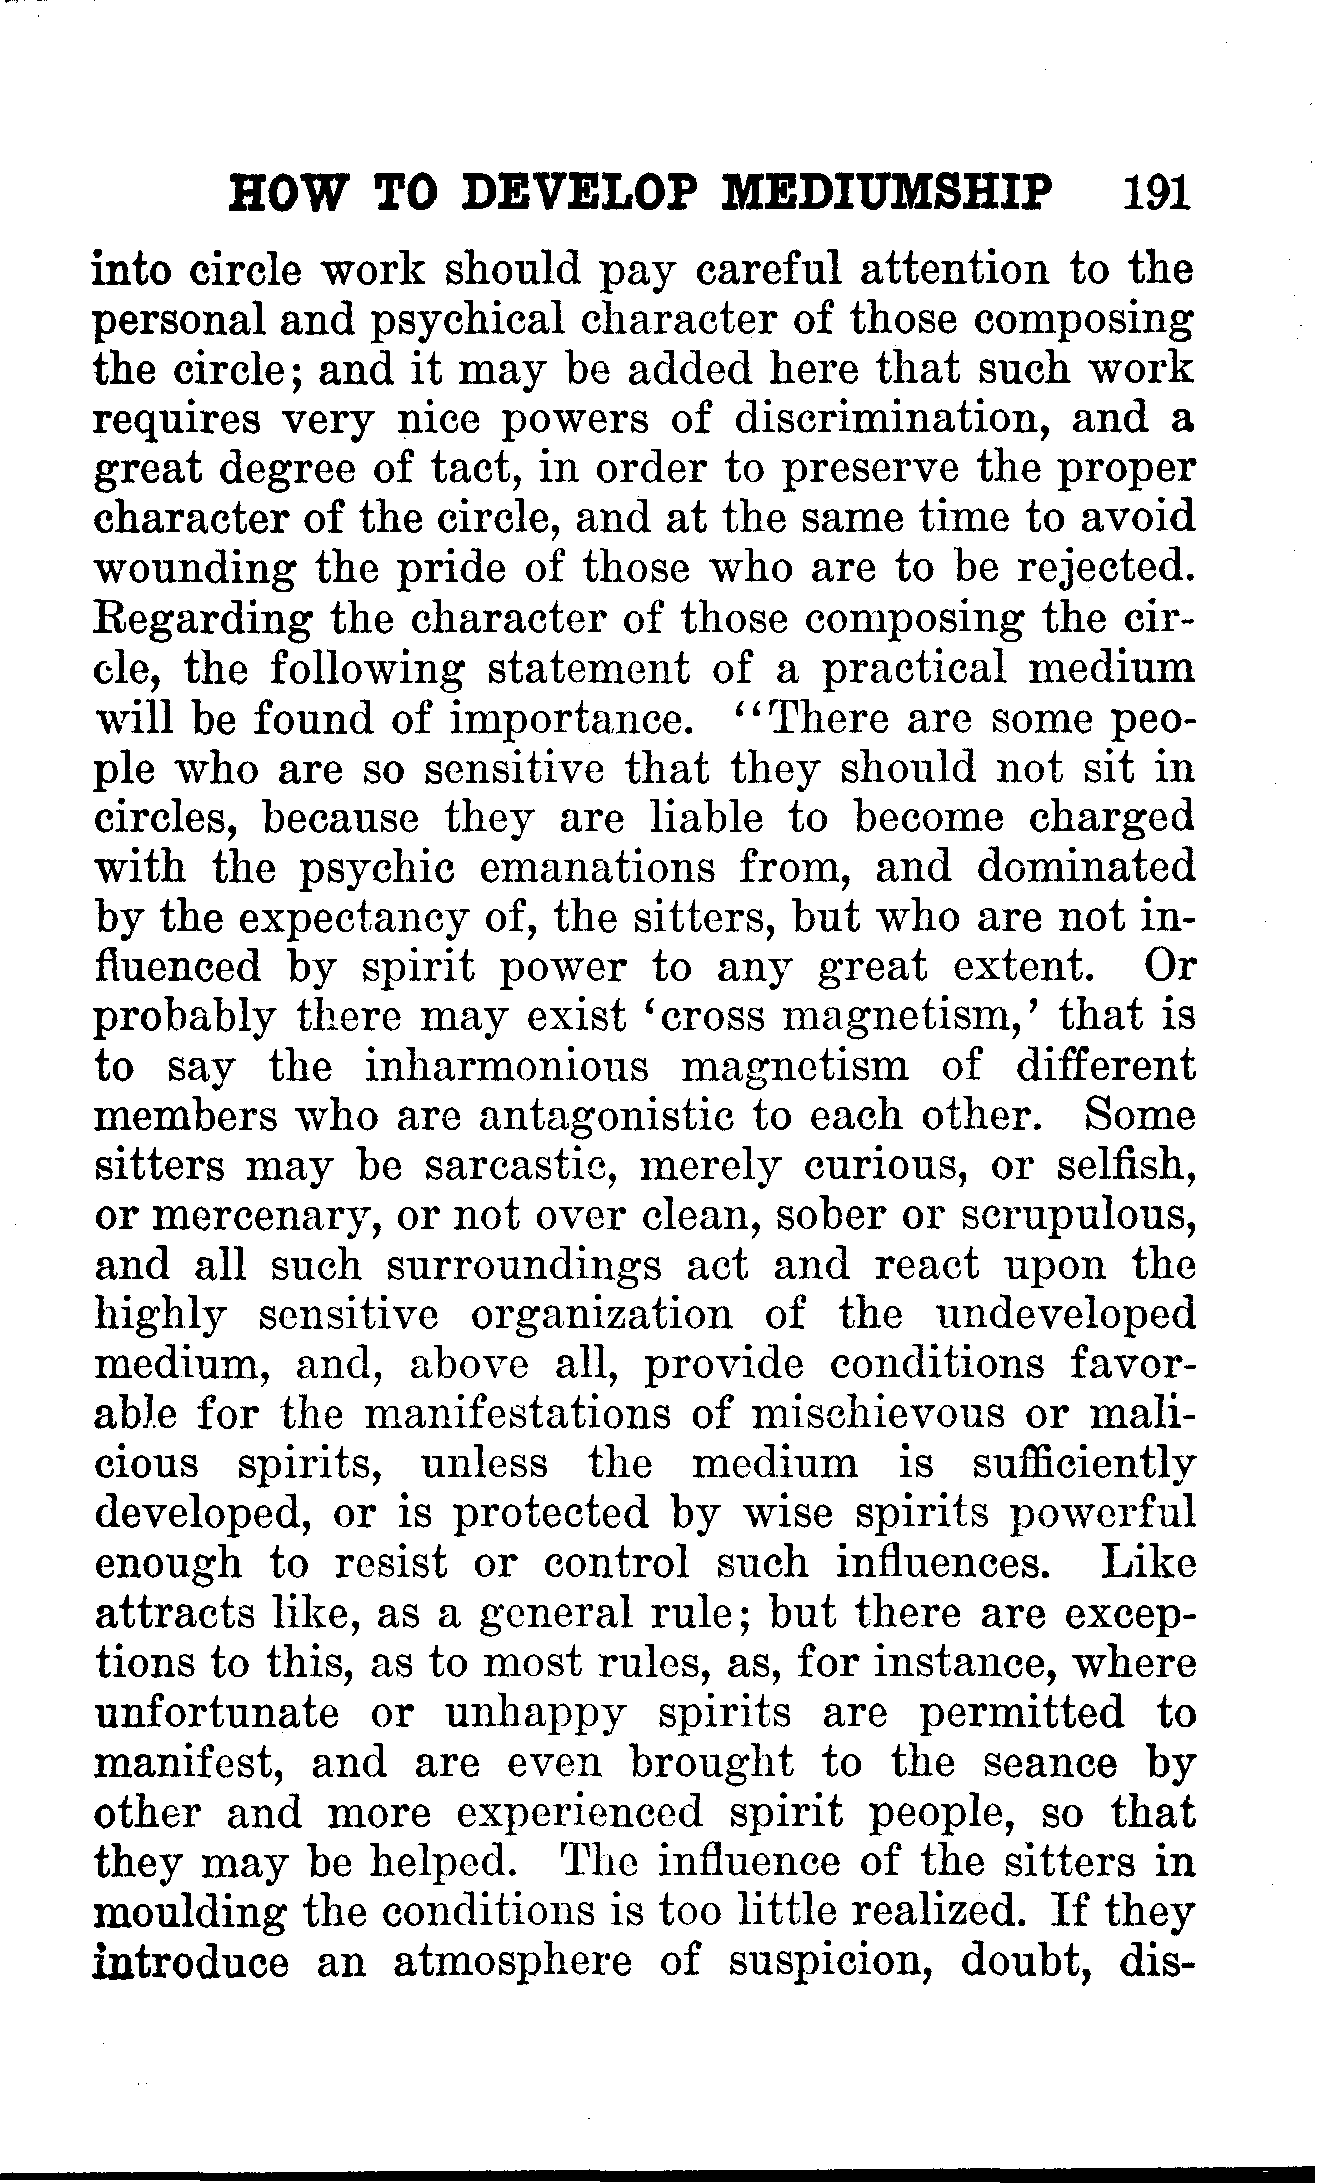 HOW TO DEVELOP MEDIUMSHIP 191
into circle work should pay careful attention to the
personal and psychical character of those composing
the circle; and it may be added here that such work
requires very nice powers of discrimination, and a
great degree of tact, in order to preserve the proper
character of the circle, and at the same time to avoid
wounding the pride of those who are to be rejected.
Regarding the character of those composing the cir-
cle, the following statement of a practical medium
will be found of importance. “There are some peo-
ple who are so sensitive that they should not sit in
circles, because they are liable to become charged
with the psychic emanations from, and dominated
by the expectancy of, the sitters, but who are not in-
fluenced by spirit power to any great extent. Or
probably there may exist ‘cross magnetism,’ that is
to say the inharmonious magnetism of different
members who are antagonistic to each other. Some
sitters may be sarcastic, merely curious, or selfish,
or mercenary, or not over clean, sober or scrupulous,
and all such surroundings act and react upon the
highly sensitive organization of the undeveloped
medium, and, above all, provide conditions favor-
able for the manifestations of mischievous or mali-
cious spirits, unless the medium is sufficiently
developed, or is protected by wise spirits powerful
enough to resist or control such influences. Like
attracts like, as a general rule; but there are excep-
tions to this, as to most rules, as, for instance, where
unfortunate or unhappy spirits are permitted to
manifest, and are even brought to the seance by
other and more experienced spirit people, so that
they may be helped. The influence of the sitters in
moulding the conditions is too little realized. If they
introduce an atmosphere of suspicion, doubt, dis-